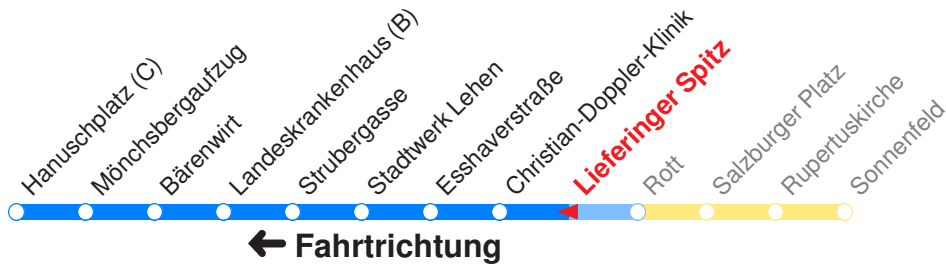 Hanuschplatz (C)
Mönchsbergaufzug
Bärenwirt
Landeskrankenhaus (B)
Strubergasse
Stadtwerk Lehen
Esshaverstraße
Christian-Doppler-Klinik
Lieferinger Spitz
Rott
Salzburger Platz
Rupertuskirche
Sonnenfeld
← Fahrtrichtung